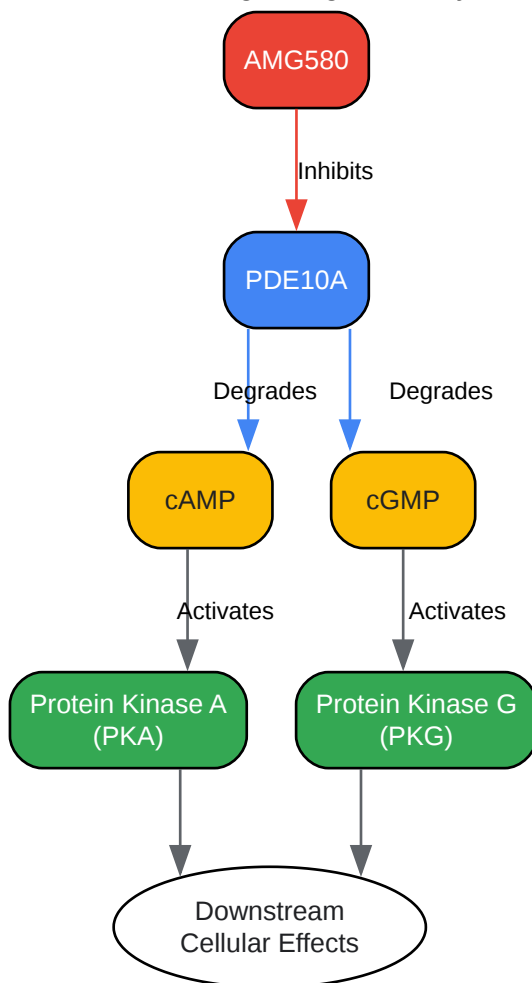 AMG580
Inhibits
PDE10A
Degrades Degrades
cAMP cGMP
Activates Activates
Protein Kinase A
(PKA)
Protein Kinase G
(PKG)
Downstream
Cellular Effects